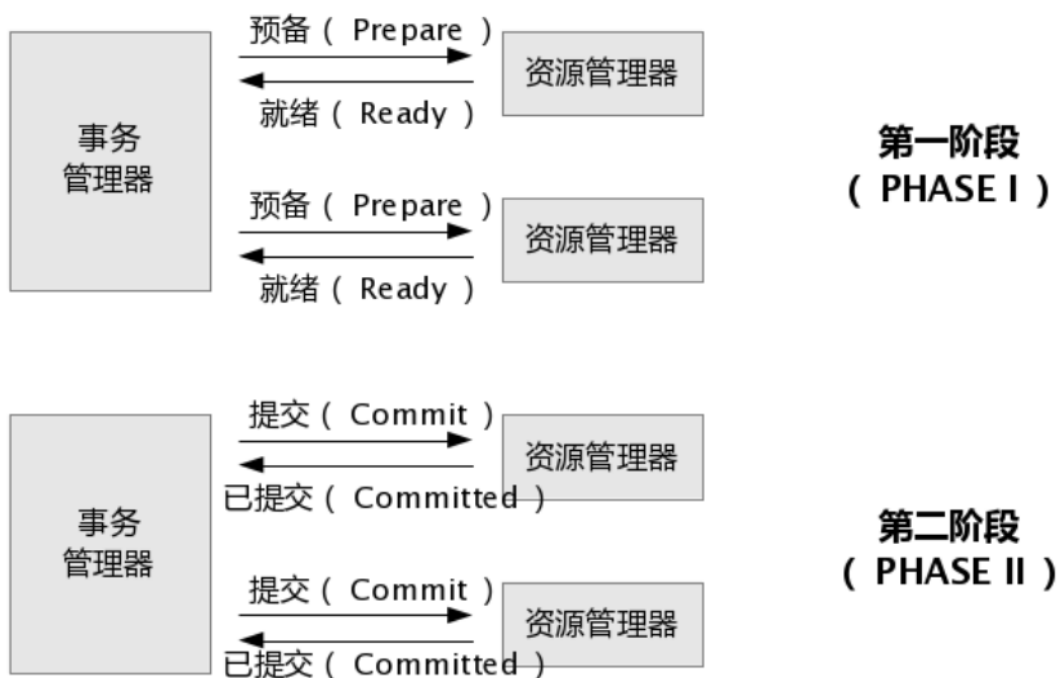 预备（ Prepare ）
资源管理器
就绪（ Ready ）
事务
管理器
第一阶段
（ PHASE I ）
预备（ Prepare ）
资源管理器
就绪（ Ready ）
提交（ Commit ）
资源管理器
已提交（ Committed ）
事务
管理器
第二阶段
（ PHASE II ）
提交（ Commit ）
资源管理器
已提交（ Committed ）